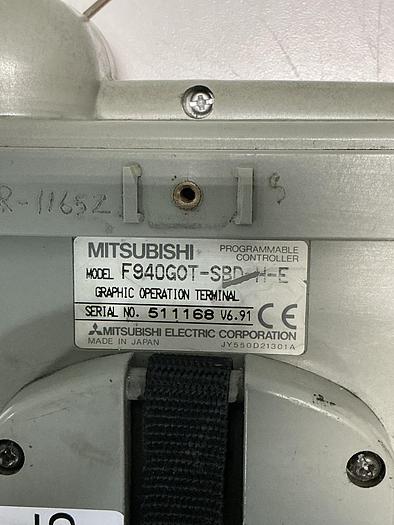 R-1165Z
MITSUBISHI PROGRAMMABLE CONTROLLER
MODEL F940GOT-SBD-H-E
GRAPHIC OPERATION TERMINAL
SERIAL NO. 511168 V6.91 CE
MITSUBISHI ELECTRIC CORPORATION
MADE IN JAPAN JY550D21301A